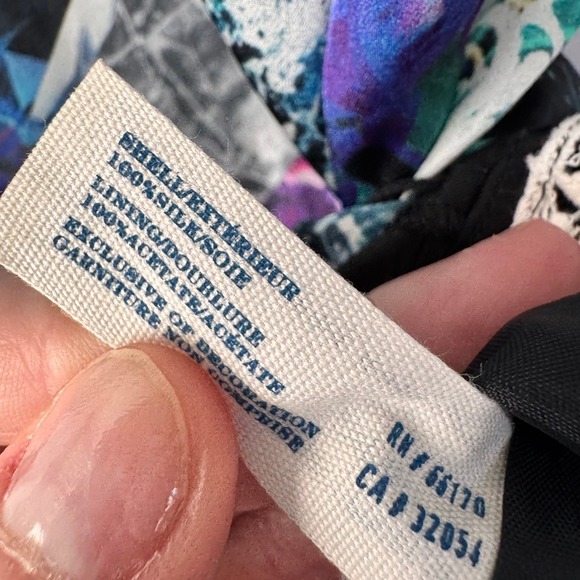 SHELL/EXTÉRIEUR
100%SILK/SOIE
LINING/DOUBLURE
100%ACETATE/ACÉTATE
EXCLUSIVE OF DECORATION
GARNITURE NON COMPRISE
RN # 66170
CA # 32054